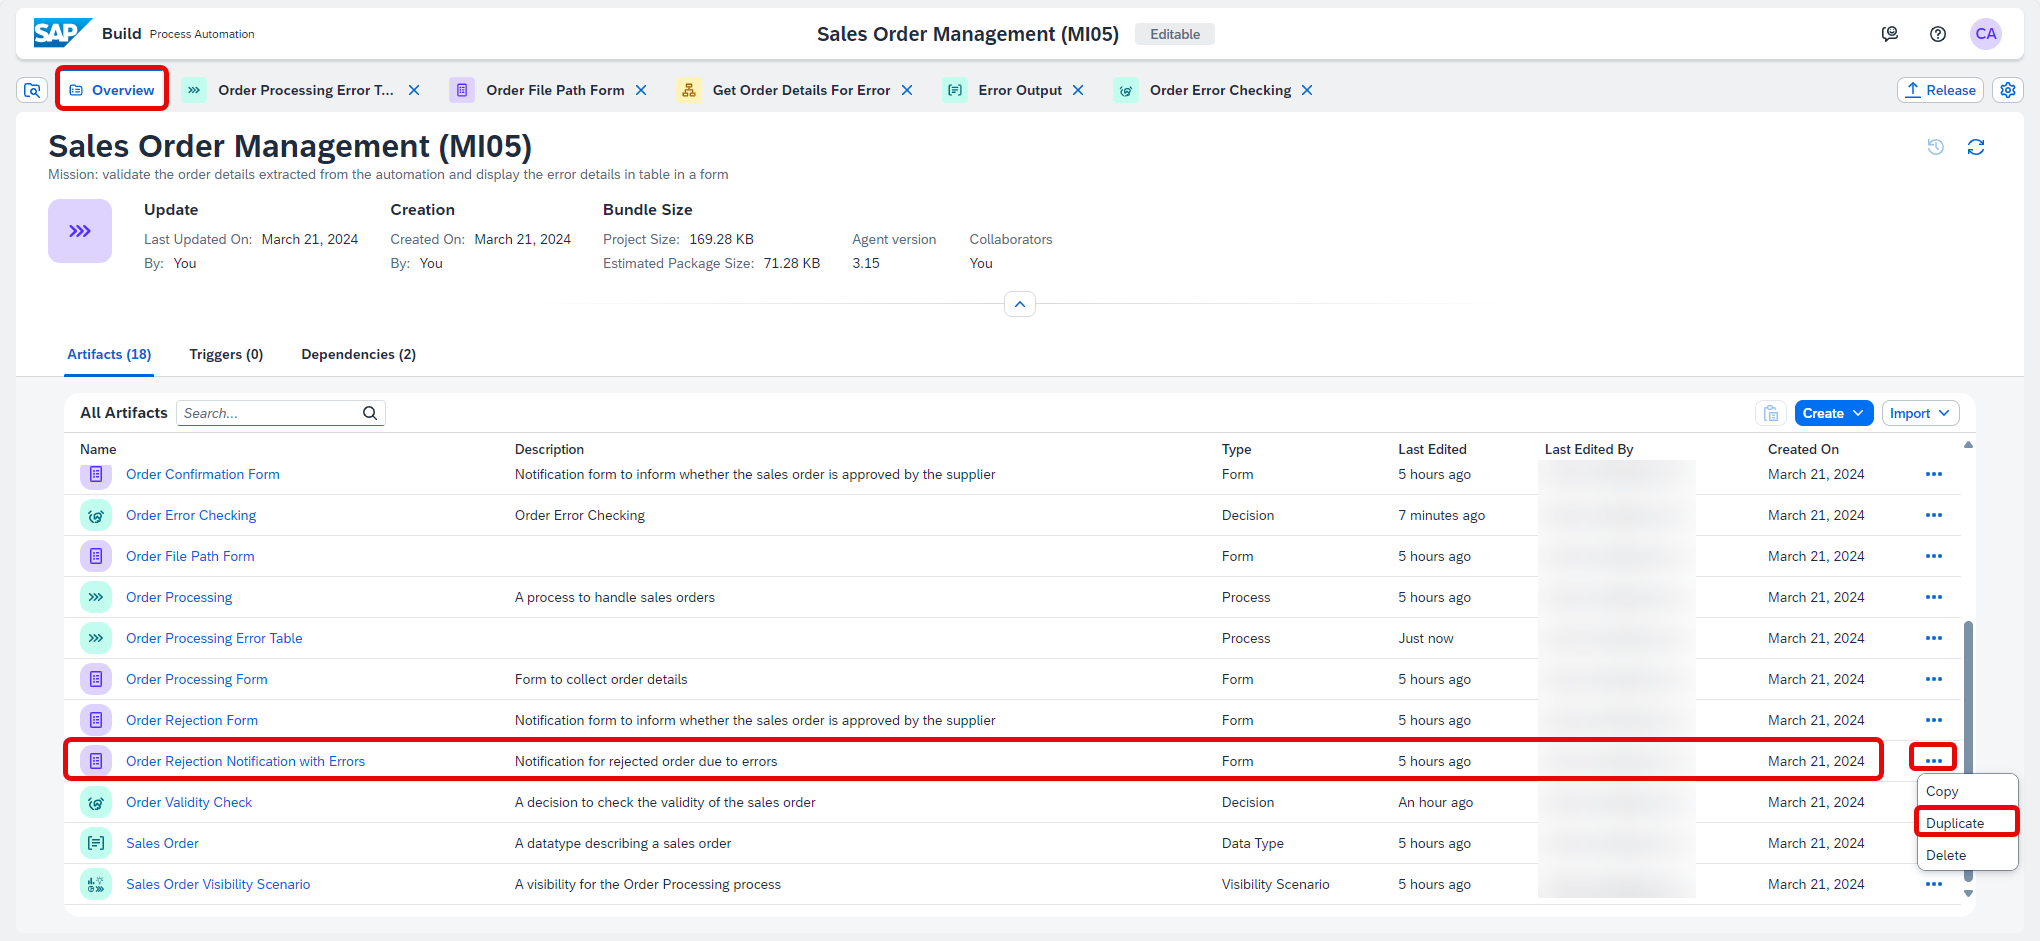 SAP Build Process Automation
Sales Order Management (MI05) Editable
CA
Overview Order Processing Error T... Order File Path Form Get Order Details For Error Error Output Order Error Checking Release
Sales Order Management (MI05)
Mission: validate the order details extracted from the automation and display the error details in table in a form
Update Creation Bundle Size
Last Updated On: March 21, 2024 Created On: March 21, 2024 Project Size: 169.28 KB Agent version Collaborators
By: You By: You Estimated Package Size: 71.28 KB 3.15 You
Artifacts (18) Triggers (0) Dependencies (2)
All Artifacts Search... Create Import
Name Description Type Last Edited Last Edited By Created On
Order Confirmation Form Notification form to inform whether the sales order is approved by the supplier Form 5 hours ago March 21, 2024
Order Error Checking Order Error Checking Decision 7 minutes ago March 21, 2024
Order File Path Form Form 5 hours ago March 21, 2024
Order Processing A process to handle sales orders Process 5 hours ago March 21, 2024
Order Processing Error Table Process Just now March 21, 2024
Order Processing Form Form to collect order details Form 5 hours ago March 21, 2024
Order Rejection Form Notification form to inform whether the sales order is approved by the supplier Form 5 hours ago March 21, 2024
Order Rejection Notification with Errors Notification for rejected order due to errors Form 5 hours ago March 21, 2024
Copy
Order Validity Check A decision to check the validity of the sales order Decision An hour ago March 21, 2024
Duplicate
Sales Order A datatype describing a sales order Data Type 5 hours ago March 21, 2024
Delete
Sales Order Visibility Scenario A visibility for the Order Processing process Visibility Scenario 5 hours ago March 21, 2024